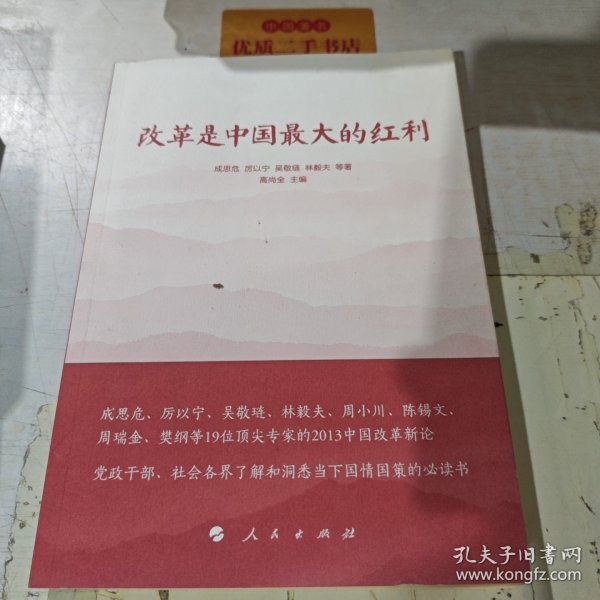 中国著名
优质二手书店
改革是中国最大的红利
成思危 厉以宁 吴敬琏 林毅夫 等著
高尚全 主编
成思危、厉以宁、吴敬琏、林毅夫、周小川、陈锡文、
周瑞金、樊纲等19位顶尖专家的2013中国改革新论
党政干部、社会各界了解和洞悉当下国情国策的必读书
人民出版社
孔夫子旧书网
www.kongfz.com